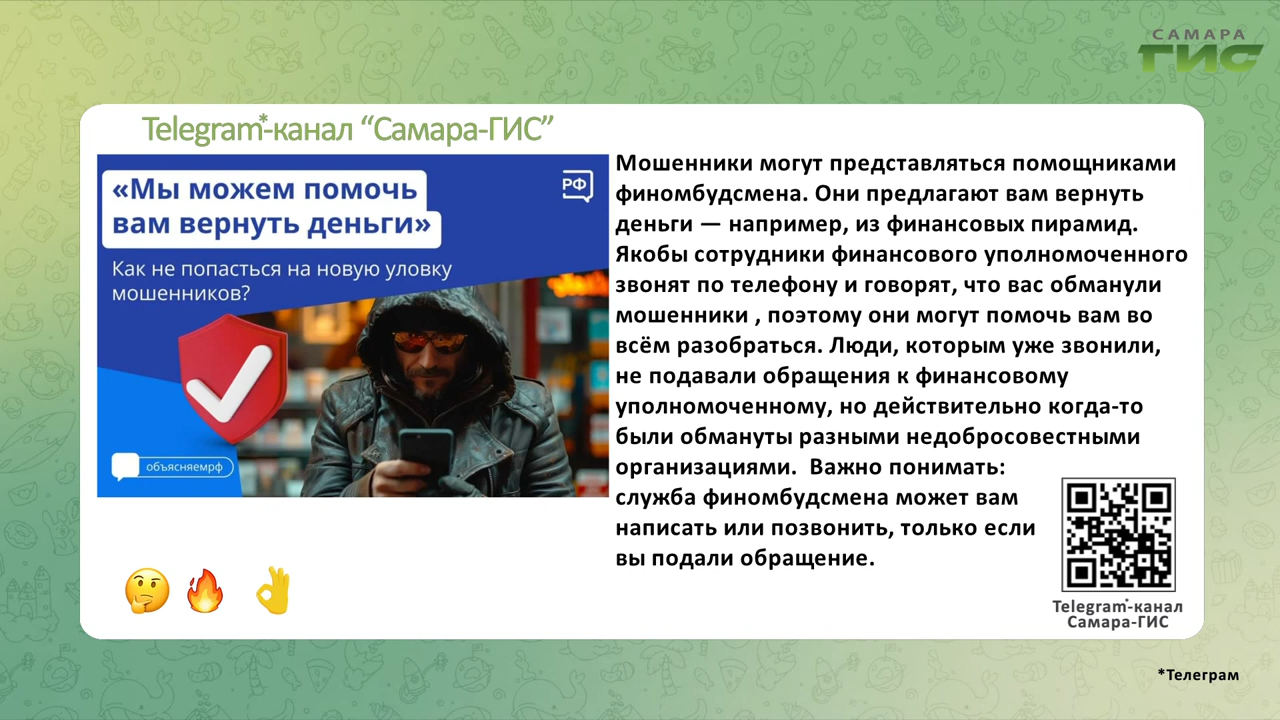 САМАРА
ГИС
Telegram*-канал “Самара-ГИС”
«Мы можем помочь
вам вернуть деньги»
РФ
Как не попасться на новую уловку
мошенников?
объясняемрф
Мошенники могут представляться помощниками
финомбудсмена. Они предлагают вам вернуть
деньги — например, из финансовых пирамид.
Якобы сотрудники финансового уполномоченного
звонят по телефону и говорят, что вас обманули
мошенники , поэтому они могут помочь вам во
всём разобраться. Люди, которым уже звонили,
не подавали обращения к финансовому
уполномоченному, но действительно когда-то
были обмануты разными недобросовестными
организациями.  Важно понимать:
служба финомбудсмена может вам
написать или позвонить, только если
вы подали обращение.
Telegram*-канал
Самара-ГИС
*Телеграм